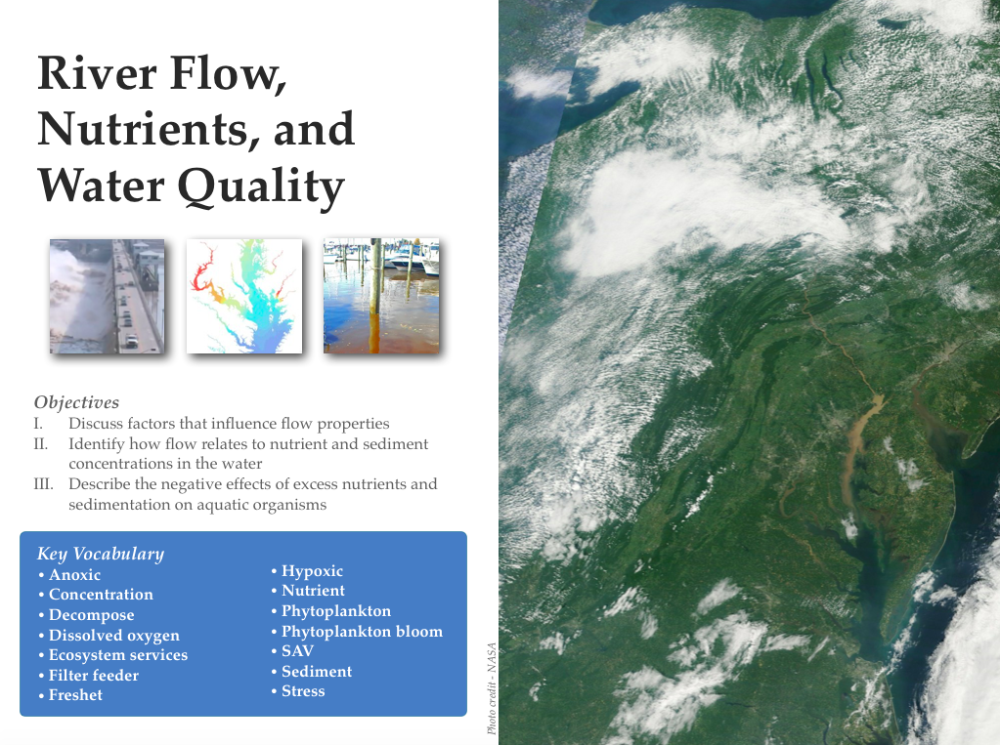 River Flow,
Nutrients, and
Water Quality
Objectives
I. Discuss factors that influence flow properties
II. Identify how flow relates to nutrient and sediment
concentrations in the water
III. Describe the negative effects of excess nutrients and
sedimentation on aquatic organisms
Key Vocabulary
• Anoxic
• Concentration
• Decompose
• Dissolved oxygen
• Ecosystem services
• Filter feeder
• Freshet
• Hypoxic
• Nutrient
• Phytoplankton
• Phytoplankton bloom
• SAV
• Sediment
• Stress
Photo credit - NASA